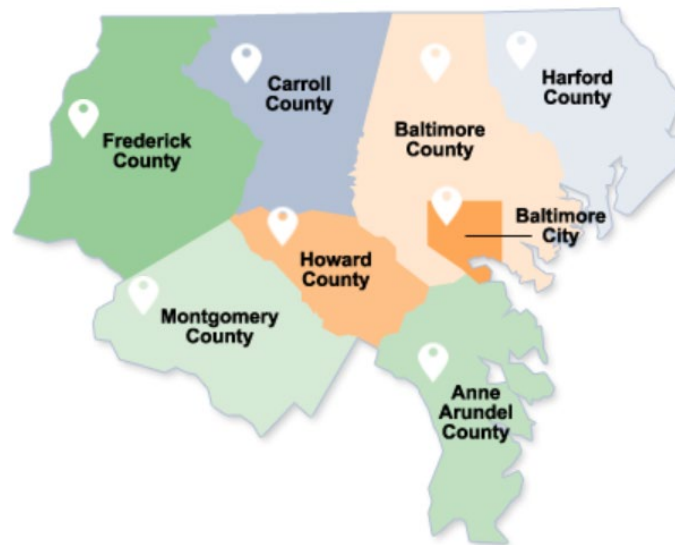 Carroll
County
Harford
County
Frederick
County
Baltimore
County
Baltimore
City
Howard
County
Montgomery
County
Anne
Arundel
County